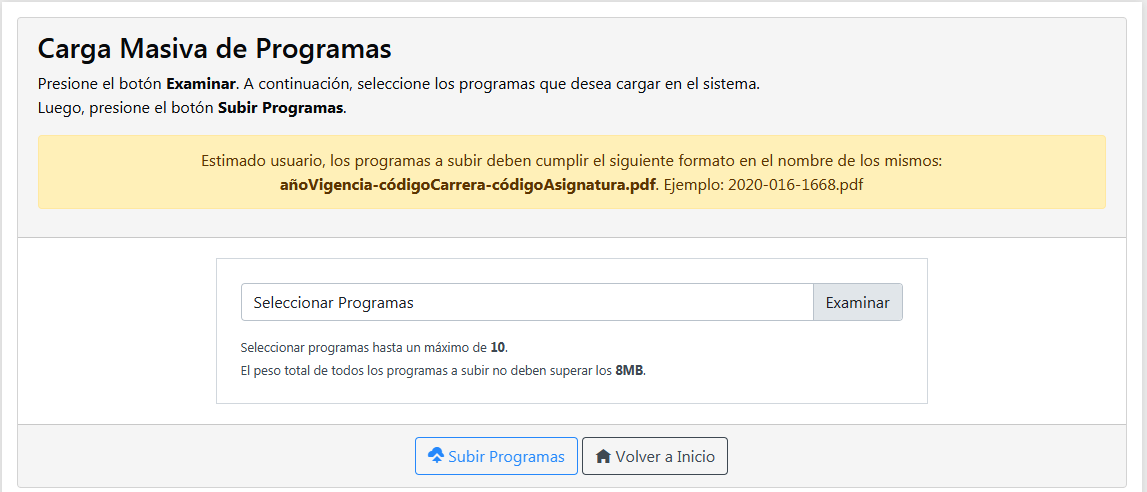 Carga Masiva de Programas
Presione el botón Examinar. A continuación, seleccione los programas que desea cargar en el sistema.
Luego, presione el botón Subir Programas.
Estimado usuario, los programas a subir deben cumplir el siguiente formato en el nombre de los mismos:
añoVigencia-códigoCarrera-códigoAsignatura.pdf. Ejemplo: 2020-016-1668.pdf
Seleccionar Programas Examinar
Seleccionar programas hasta un máximo de 10.
El peso total de todos los programas a subir no deben superar los 8MB.
Subir Programas Volver a Inicio